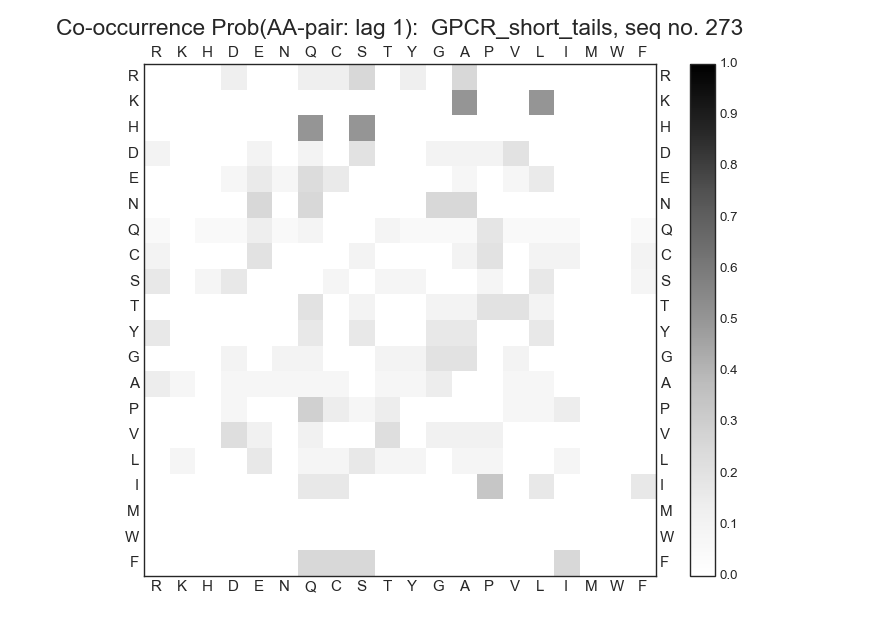 Co-occurrence Prob(AA-pair: lag 1):  GPCR_short_tails, seq no. 273
R K H D E N Q C S T Y G A P V L I M W F
R R 1.0
K K 0.9
H H 0.8
D D
E E 0.7
N N
Q Q 0.6
C C
S S 0.5
T T
Y Y 0.4
G G
A A 0.3
P P
V V 0.2
L L
I I 0.1
M M
W W
F F 0.0
R K H D E N Q C S T Y G A P V L I M W F